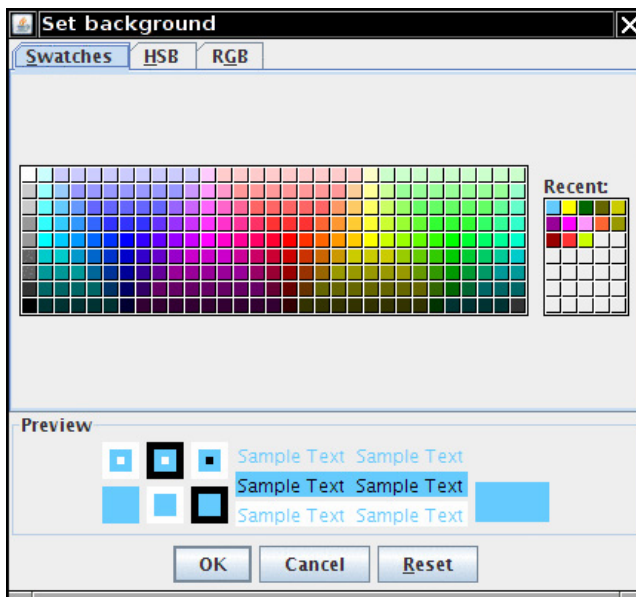 Set background
Swatches HSB RGB
Recent:
Preview
Sample Text Sample Text
Sample Text Sample Text
Sample Text Sample Text
OK Cancel Reset